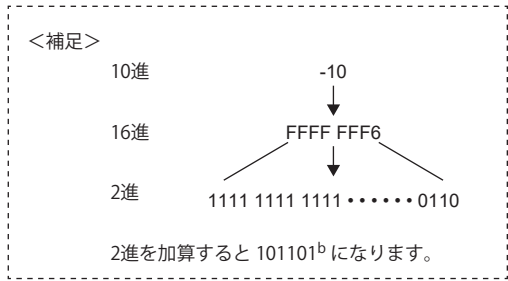 ＜補足＞
10進 -10
16進 FFFF FFF6
2進 1111 1111 1111 •••••• 0110
2進を加算すると 101101b になります。